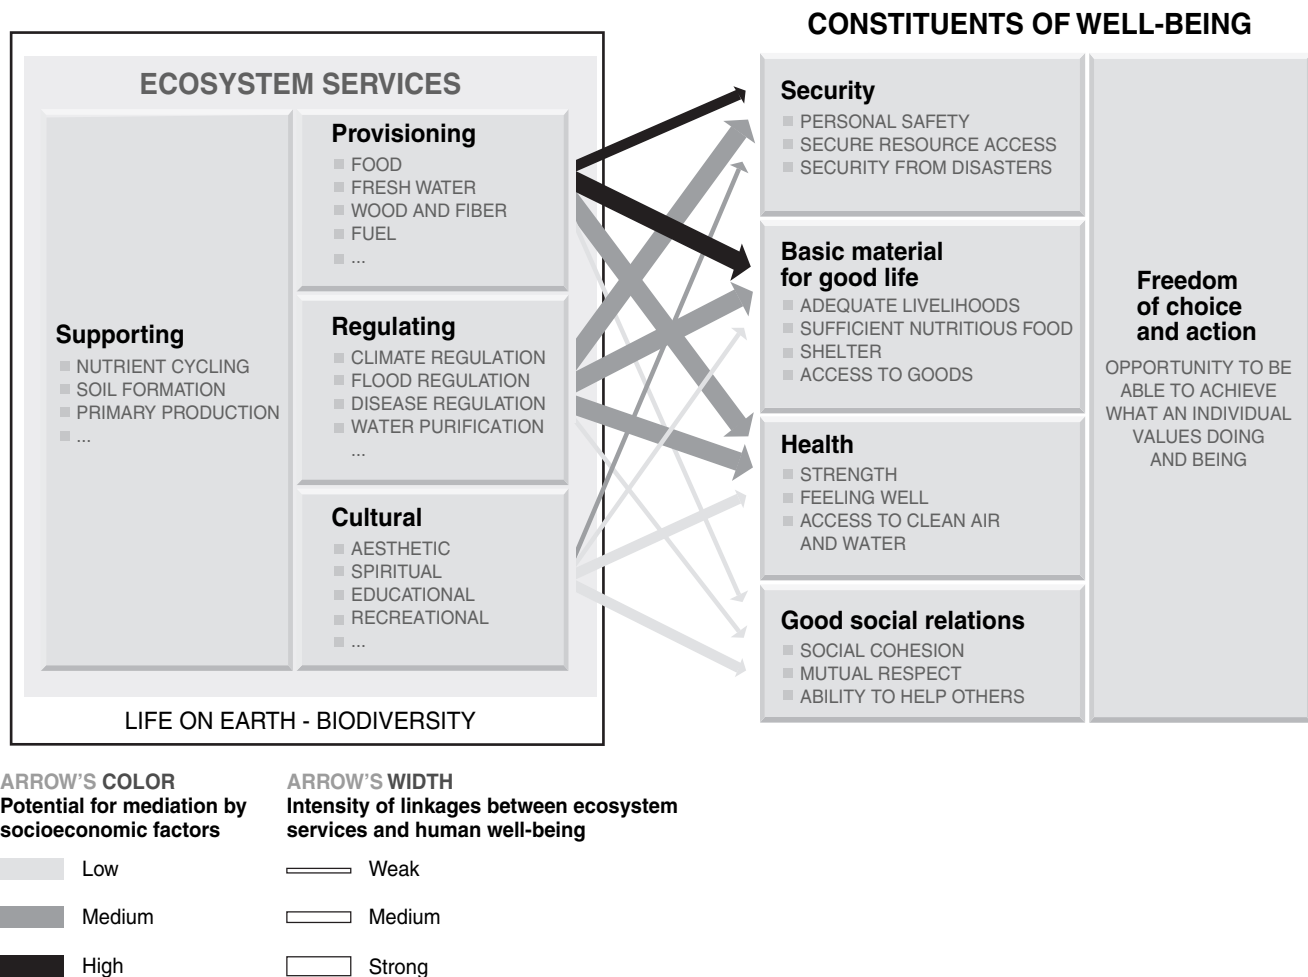 CONSTITUENTS OF WELL-BEING
ECOSYSTEM SERVICES
Supporting
NUTRIENT CYCLING
SOIL FORMATION
PRIMARY PRODUCTION
...
Provisioning
FOOD
FRESH WATER
WOOD AND FIBER
FUEL
...
Regulating
CLIMATE REGULATION
FLOOD REGULATION
DISEASE REGULATION
WATER PURIFICATION
...
Cultural
AESTHETIC
SPIRITUAL
EDUCATIONAL
RECREATIONAL
...
LIFE ON EARTH - BIODIVERSITY
Security
PERSONAL SAFETY
SECURE RESOURCE ACCESS
SECURITY FROM DISASTERS
Basic material
for good life
ADEQUATE LIVELIHOODS
SUFFICIENT NUTRITIOUS FOOD
SHELTER
ACCESS TO GOODS
Health
STRENGTH
FEELING WELL
ACCESS TO CLEAN AIR
AND WATER
Good social relations
SOCIAL COHESION
MUTUAL RESPECT
ABILITY TO HELP OTHERS
Freedom
of choice
and action
OPPORTUNITY TO BE
ABLE TO ACHIEVE
WHAT AN INDIVIDUAL
VALUES DOING
AND BEING
ARROW'S COLOR
Potential for mediation by
socioeconomic factors
Low
Medium
High
ARROW'S WIDTH
Intensity of linkages between ecosystem
services and human well-being
Weak
Medium
Strong